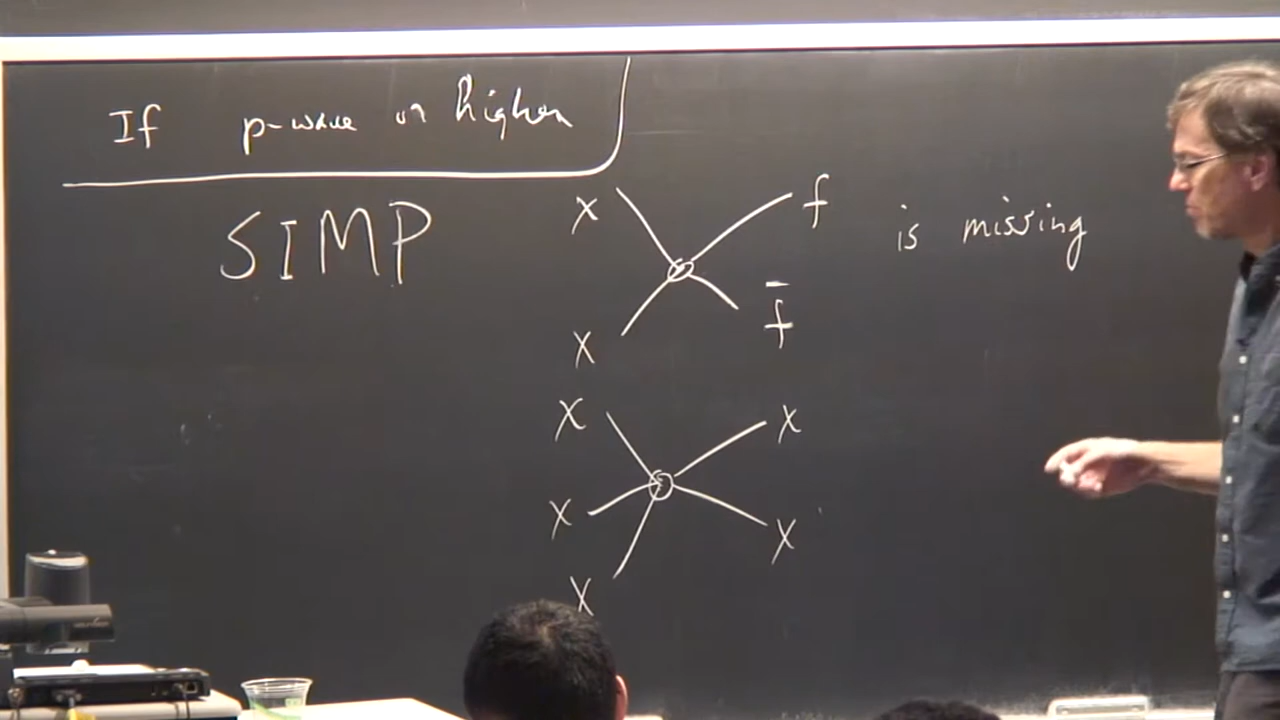 If p-wave or higher
SIMP
X f is missing
X f̄
X X
X X
X